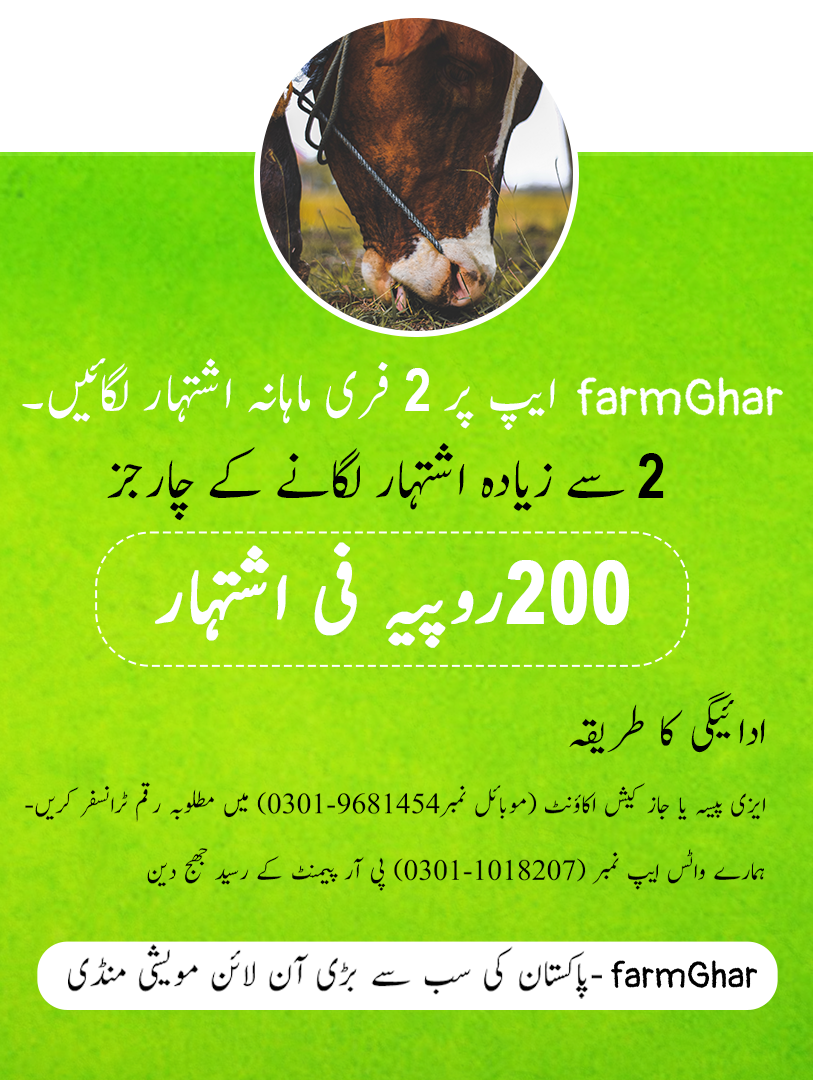 farmGhar ایپ پر 2 فری ماہانہ اشتہار لگائیں۔
2 سے زیادہ اشتہار لگانے کے چارجز
200روپیہ فی اشتہار
ادائیگی کا طریقہ
ایزی پیسہ یا جاز کیش اکاؤنٹ (موبائل نمبر0301-9681454) میں مطلوبہ رقم ٹرانسفر کریں-
ہمارے واٹس ایپ نمبر (0301-1018207) پی آر پیمنٹ کے رسید جھج دین
farmGhar -پاکستان کی سب سے بڑی آن لائن مویشی منڈی